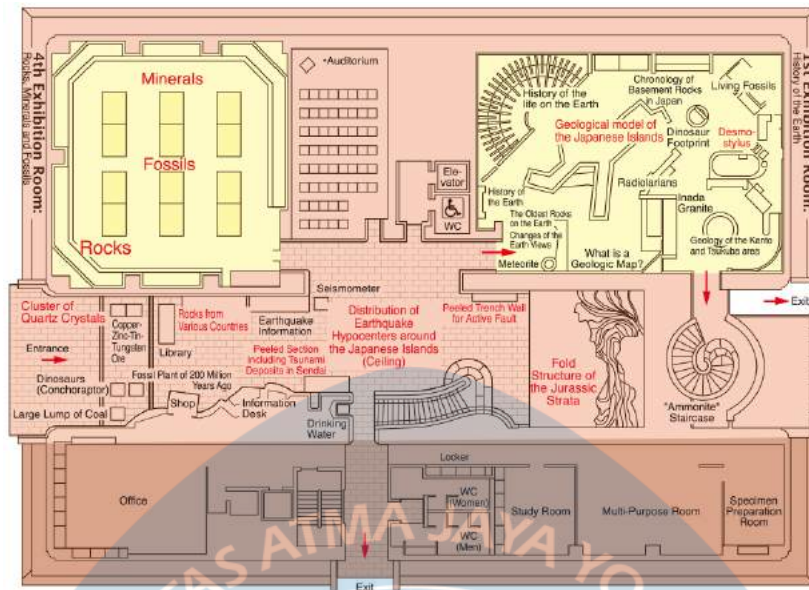 4th Exhibition Room:
Rocks, Minerals and Fossils
Minerals
Fossils
Rocks
•Auditorium
Ele-
vator
WC
1st Exhibition Room:
History of the Earth
History of the
life on the Earth
Chronology of
Basement Rocks
in Japan
Living Fossils
Geological model of
the Japanese Islands
Dinosaur
Footprint
Desmo-
stylus
Radiolarians
History of
the Earth
The Oldest Rocks
on the Earth
Changes of the
Earth Views
Meteorite
What is a
Geologic Map?
Inada
Granite
Geology of the Kanto
and Tsukuba area
Exit
Cluster of
Quartz Crystals
Copper-
Zinc-Tin-
Tungsten
Ore
Entrance
Dinosaurs
(Conchoraptor)
Large Lump of Coal
Rocks from
Various Countries
Library
Fossil Plant of 200 Million
Years Ago
Shop
Information
Desk
Seismometer
Earthquake
Information
Peeled Section
Including Tsunami
Deposits in Sendai
Distribution of
Earthquake
Hypocenters around
the Japanese Islands
(Ceiling)
Drinking
Water
Peeled Trench Wall
for Active Fault
Fold
Structure of
the Jurassic
Strata
"Ammonite"
Staircase
Office
Locker
WC
(Women)
WC
(Men)
Study Room
Multi-Purpose Room
Specimen
Preparation
Room
Exit
TAS ATMA JAYA YO